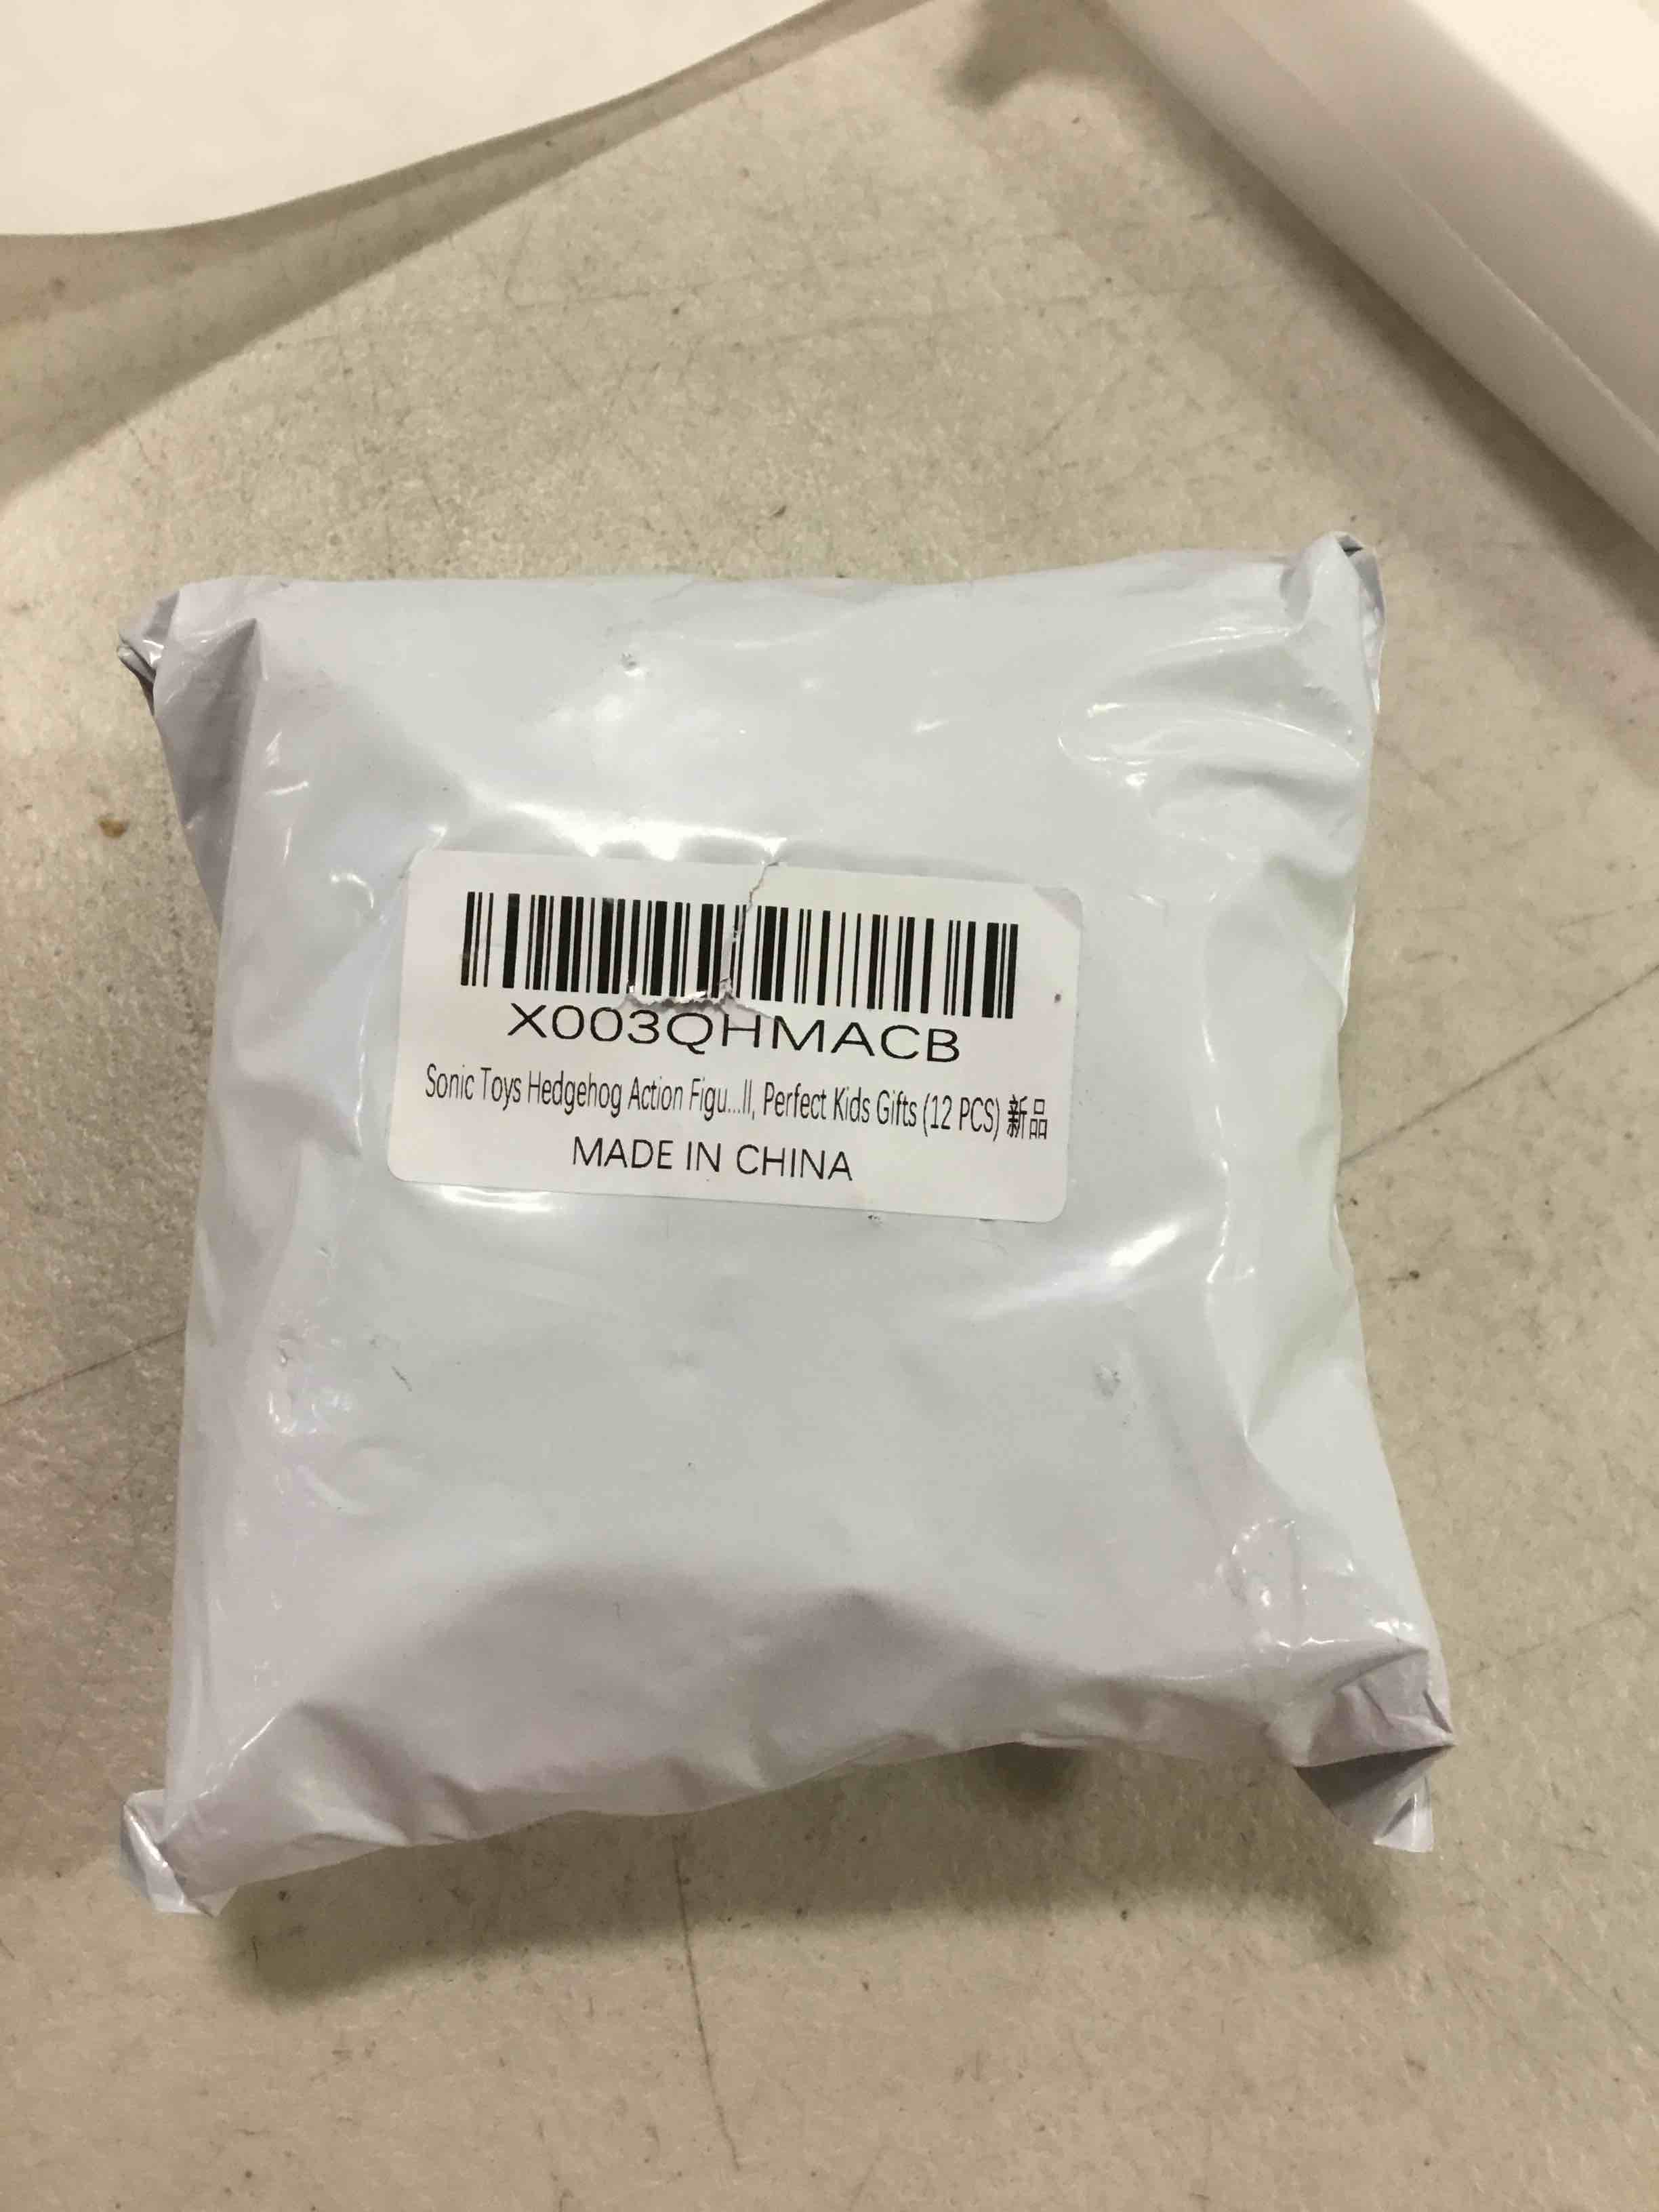 X003QHMACB
Sonic Toys Hedgehog Action Figu...ll, Perfect Kids Gifts (12 PCS) 新品
MADE IN CHINA